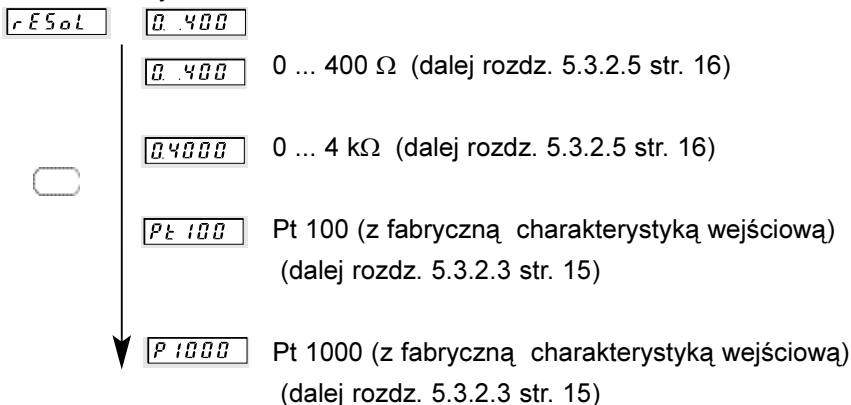 rESoL 0. .400
0. .400 0 ... 400 Ω (dalej rozdz. 5.3.2.5 str. 16)
0.4000 0 ... 4 kΩ (dalej rozdz. 5.3.2.5 str. 16)
Pt 100 Pt 100 (z fabryczną charakterystyką wejściową)
(dalej rozdz. 5.3.2.3 str. 15)
P1000 Pt 1000 (z fabryczną charakterystyką wejściową)
(dalej rozdz. 5.3.2.3 str. 15)